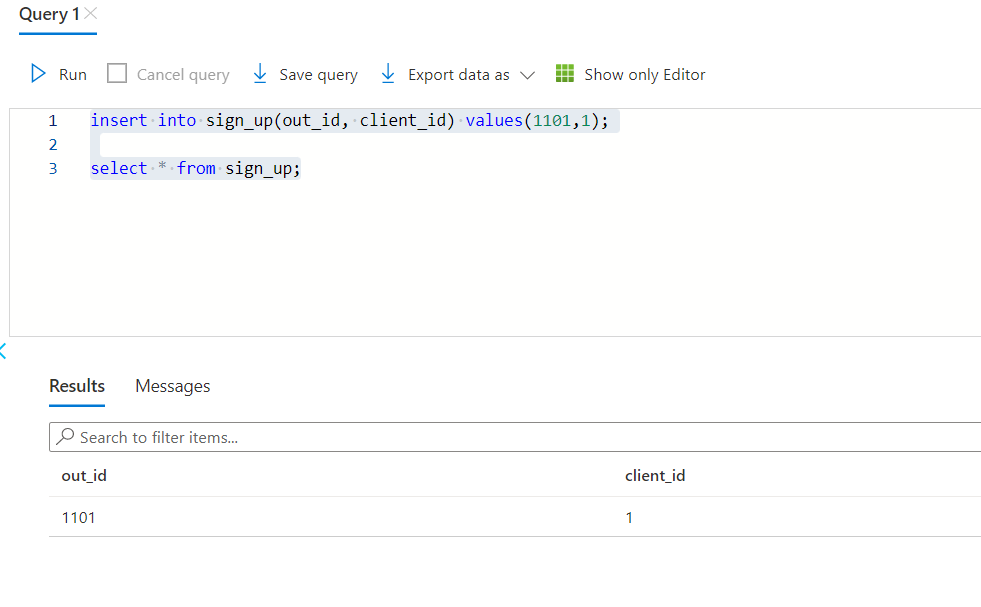 Query 1
Run Cancel query Save query Export data as Show only Editor
1 insert into sign_up(out_id, client_id) values(1101,1);
2
3 select * from sign_up;
Results Messages
Search to filter items...
out_id client_id
1101 1